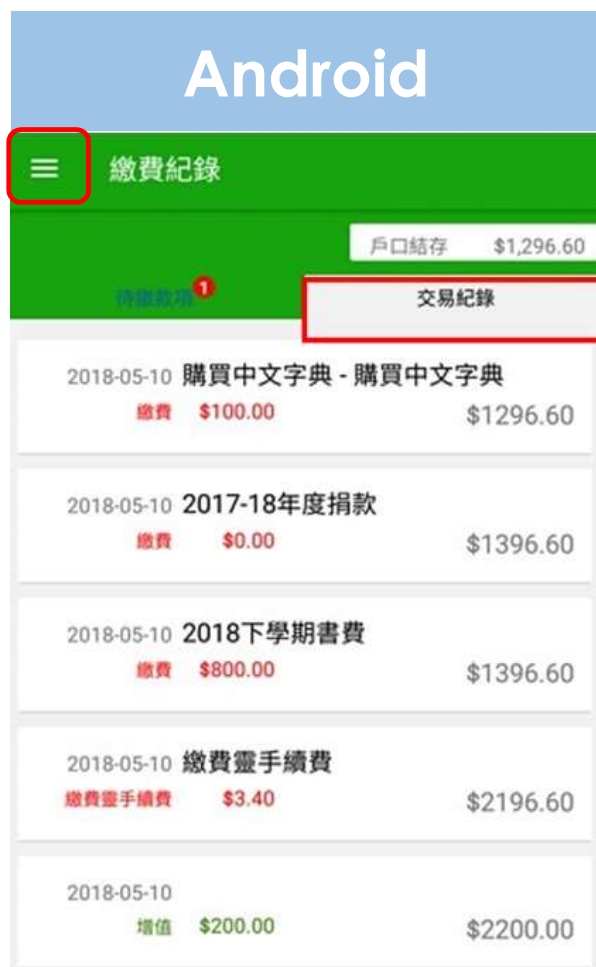 Android
繳費紀錄
戶口結存 $1,296.60
待繳款項 1 交易紀錄
2018-05-10 購買中文字典 - 購買中文字典
繳費 $100.00 $1296.60
2018-05-10 2017-18年度捐款
繳費 $0.00 $1396.60
2018-05-10 2018下學期書費
繳費 $800.00 $1396.60
2018-05-10 繳費靈手續費
繳費靈手續費 $3.40 $2196.60
2018-05-10
增值 $200.00 $2200.00